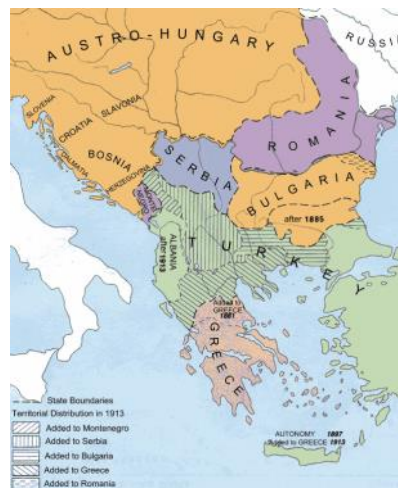 AUSTRO-HUNGARY
RUSSIA
SLOVENIA
CROATIA
SLAVONIA
ROMANIA
DALMATIA
BOSNIA
HERZEGOVINA
SERBIA
MONTENEGRO
BULGARIA
after 1885
ALBANIA
after 1913
TURKEY
Added to
GREECE
1881
GREECE
State Boundaries
Territorial Distribution in 1913
AUTONOMY 1897
Added to GREECE 1913
Added to Montenegro
Added to Serbia
Added to Bulgaria
Added to Greece
Added to Romania